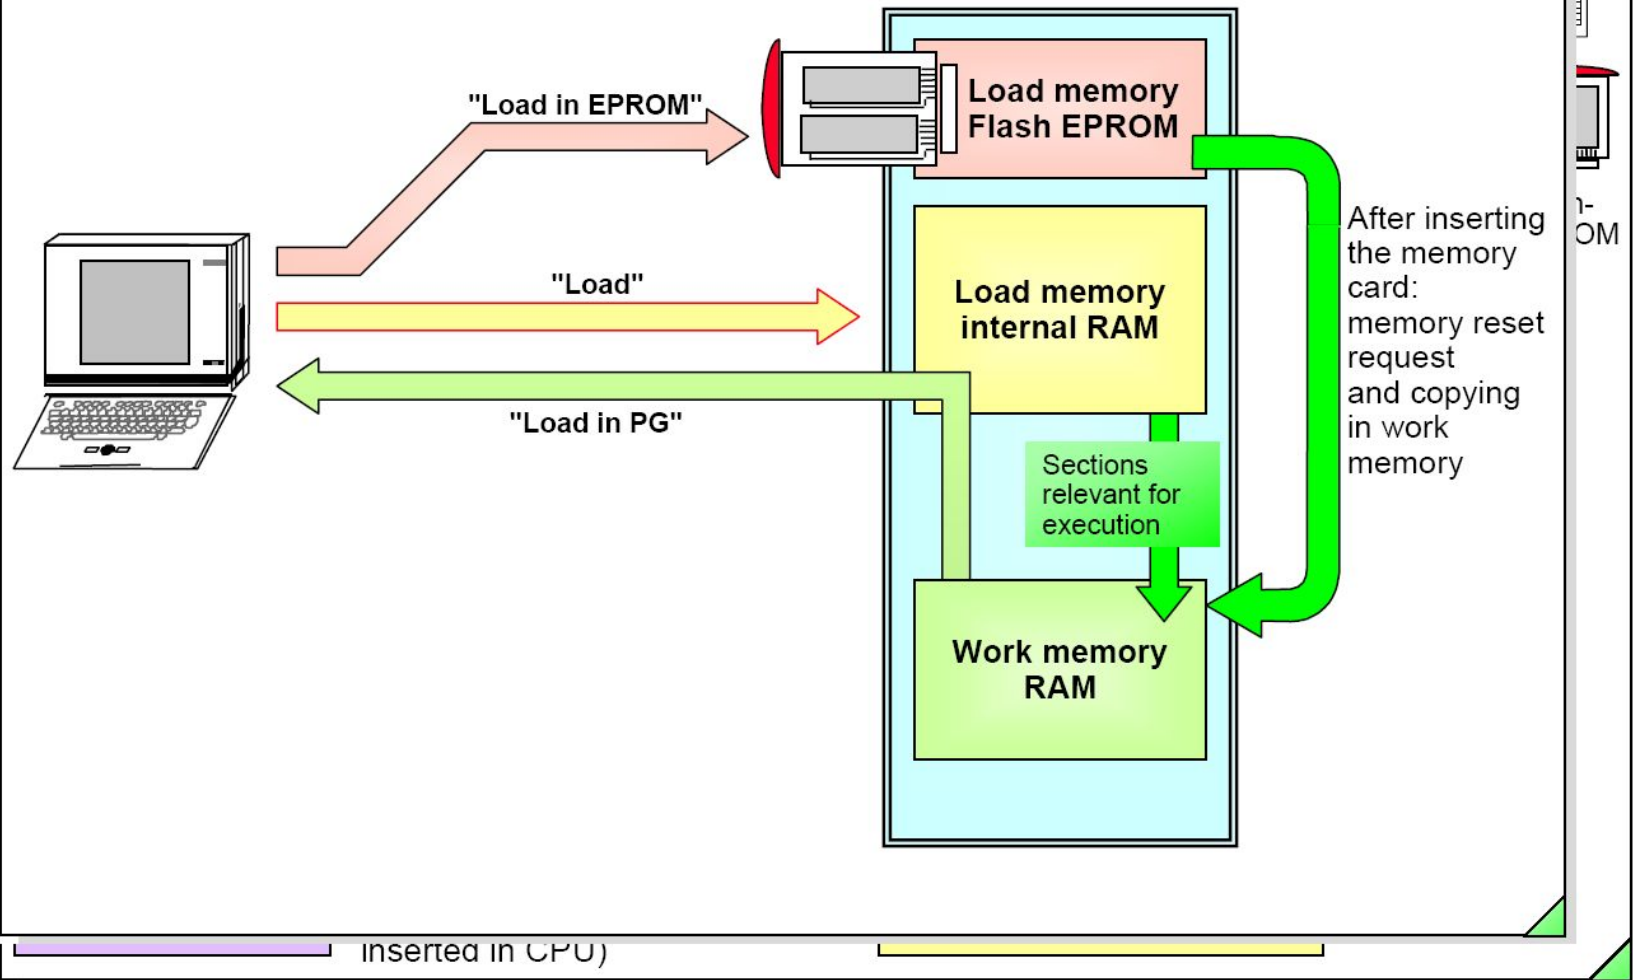 "Load in EPROM"
Load memory
Flash EPROM
"Load"
Load memory
internal RAM
"Load in PG"
Sections
relevant for
execution
Work memory
RAM
After inserting
the memory
card:
memory reset
request
and copying
in work
memory
OM
inserted in CPU)